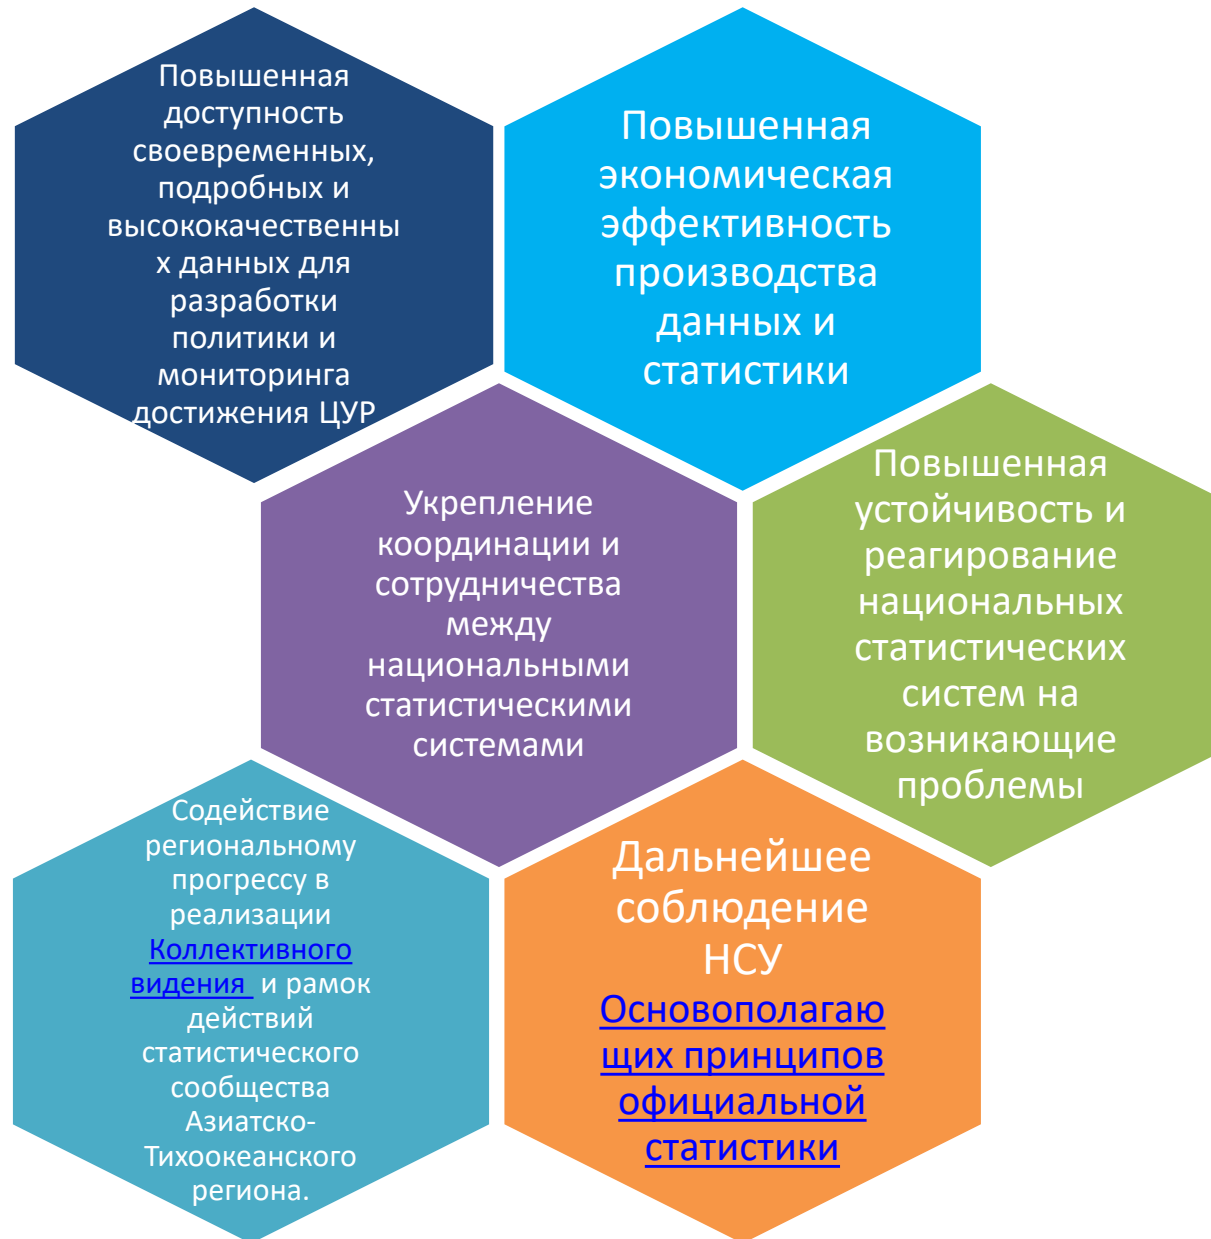 Повышенная
доступность
своевременных,
подробных и
высококачественны
х данных для
разработки
политики и
мониторинга
достижения ЦУР
Повышенная
экономическая
эффективность
производства
данных и
статистики
Укрепление
координации и
сотрудничества
между
национальными
статистическими
системами
Повышенная
устойчивость и
реагирование
национальных
статистических
систем на
возникающие
проблемы
Содействие
региональному
прогрессу в
реализации
Коллективного
видения и рамок
действий
статистического
сообщества
Азиатско-
Тихоокеанского
региона.
Дальнейшее
соблюдение
НСУ
Основополагаю
щих принципов
официальной
статистики